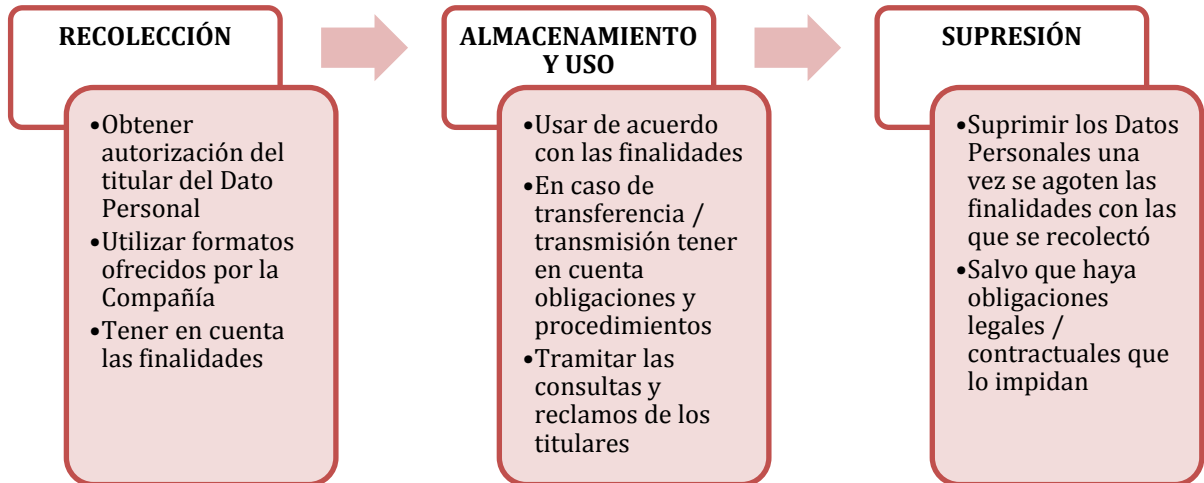 RECOLECCIÓN
•Obtener
autorización del
titular del Dato
Personal
•Utilizar formatos
ofrecidos por la
Compañía
•Tener en cuenta
las finalidades
ALMACENAMIENTO
Y USO
•Usar de acuerdo
con las finalidades
•En caso de
transferencia /
transmisión tener
en cuenta
obligaciones y
procedimientos
•Tramitar las
consultas y
reclamos de los
titulares
SUPRESIÓN
•Suprimir los Datos
Personales una
vez se agoten las
finalidades con las
que se recolectó
•Salvo que haya
obligaciones
legales /
contractuales que
lo impidan